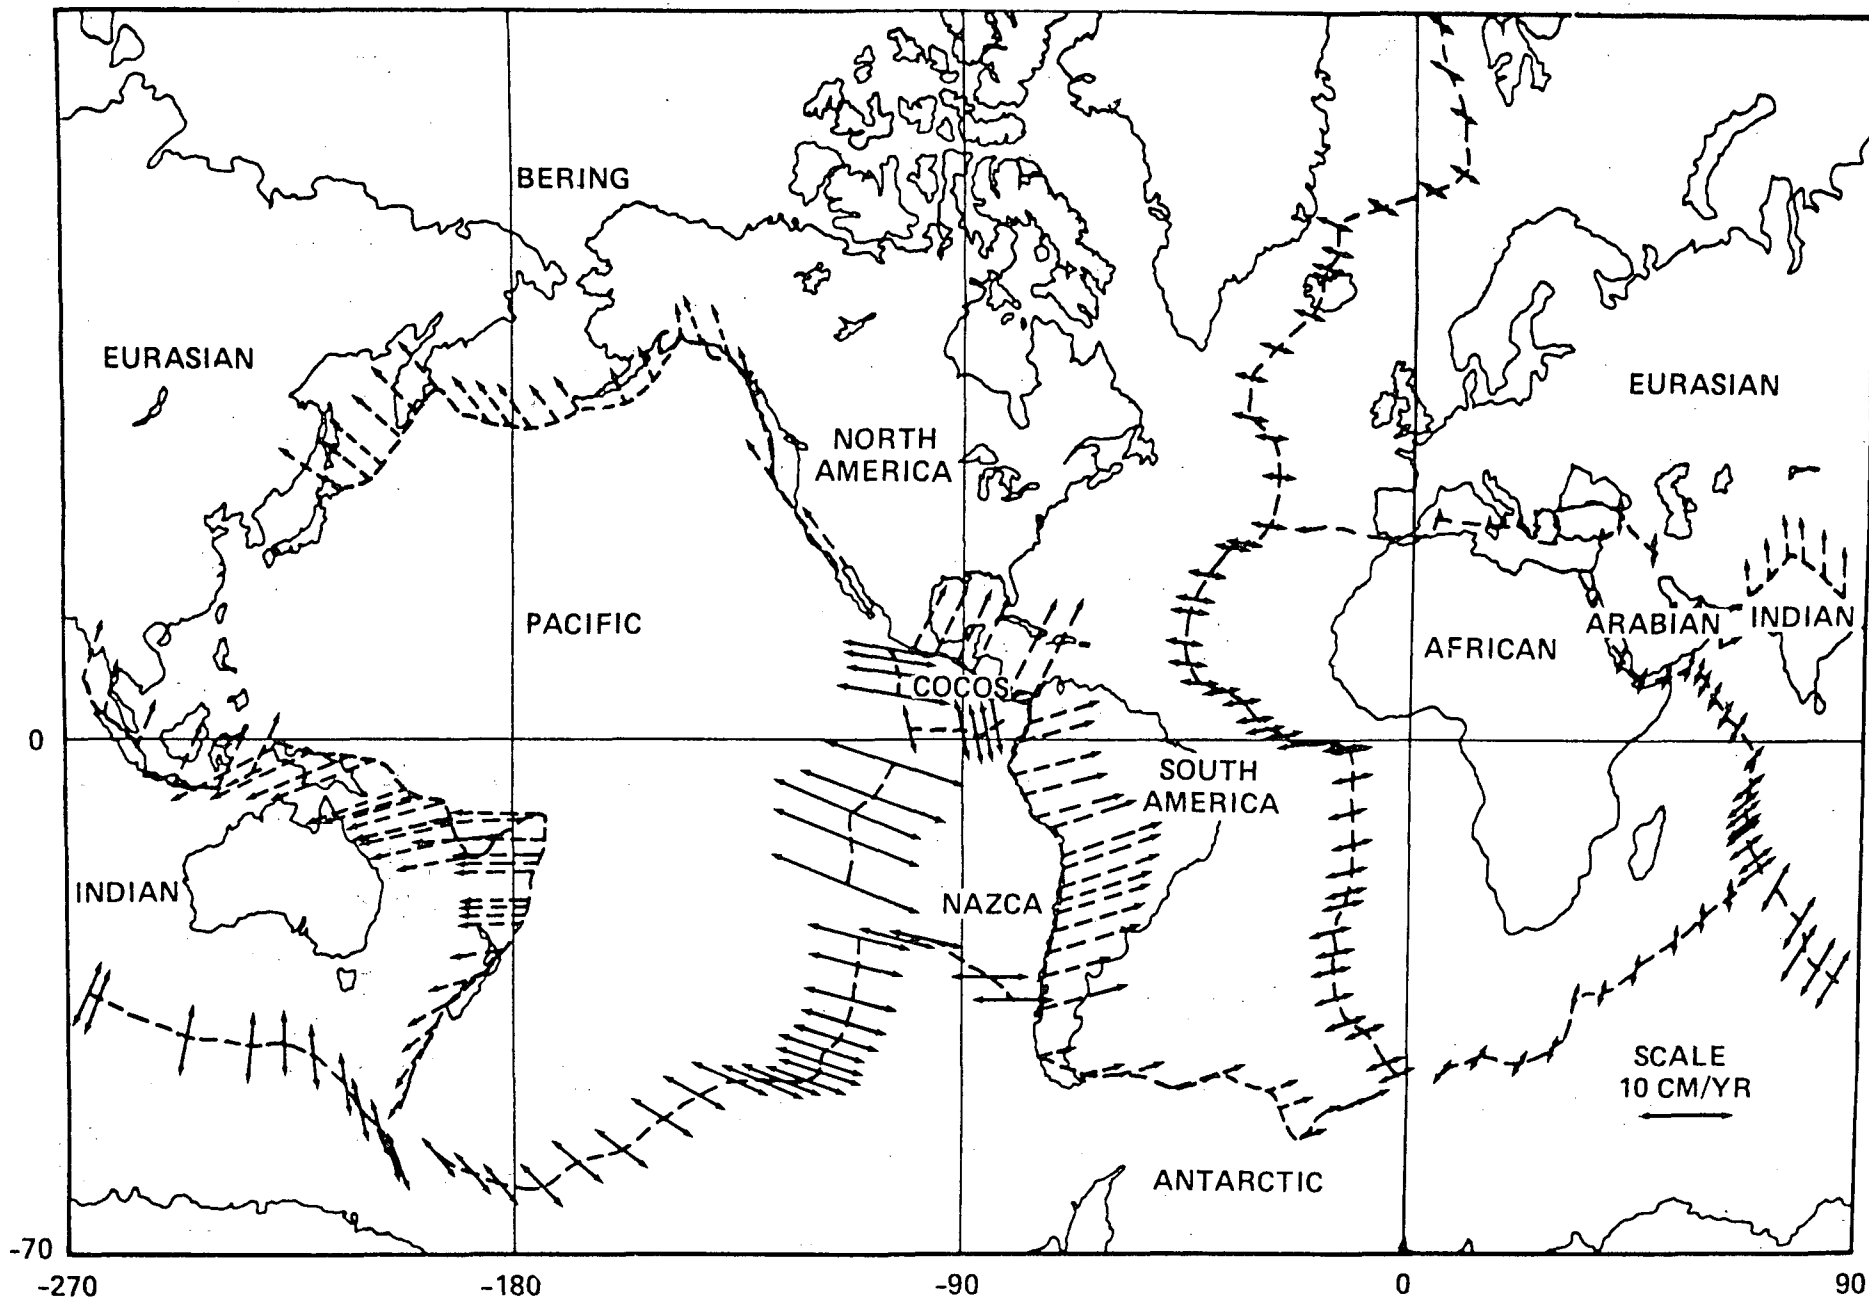 BERING
EURASIAN
EURASIAN
NORTH
AMERICA
PACIFIC
AFRICAN
ARABIAN
INDIAN
COCOS
0
SOUTH
AMERICA
INDIAN
NAZCA
SCALE
10 CM/YR
ANTARCTIC
-70
-270
-180
-90
0
90